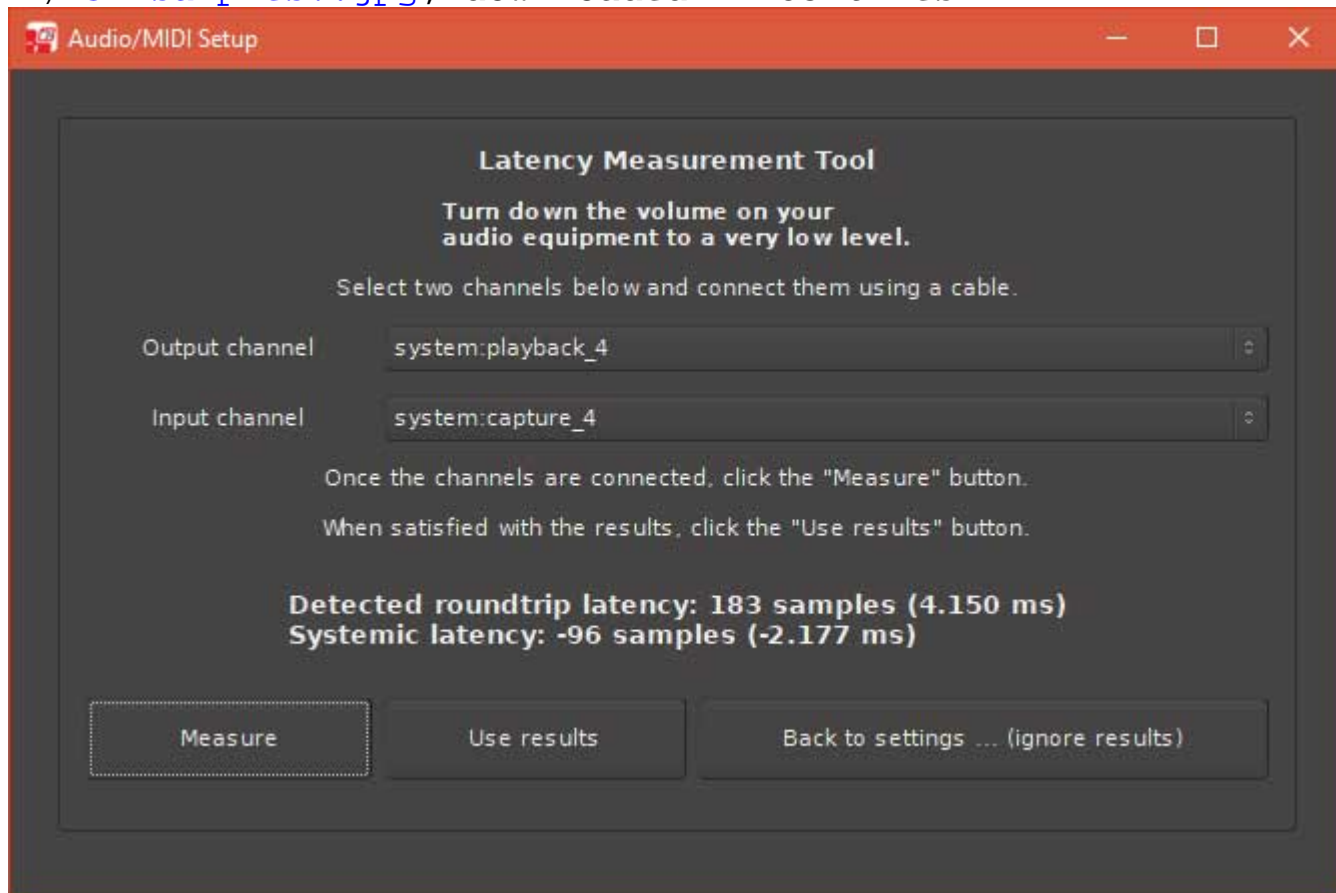 Audio/MIDI Setup
Latency Measurement Tool
Turn down the volume on your
audio equipment to a very low level.
Select two channels below and connect them using a cable.
Output channel
system:playback_4
Input channel
system:capture_4
Once the channels are connected, click the "Measure" button.
When satisfied with the results, click the "Use results" button.
Detected roundtrip latency: 183 samples (4.150 ms)
Systemic latency: -96 samples (-2.177 ms)
Measure
Use results
Back to settings ... (ignore results)